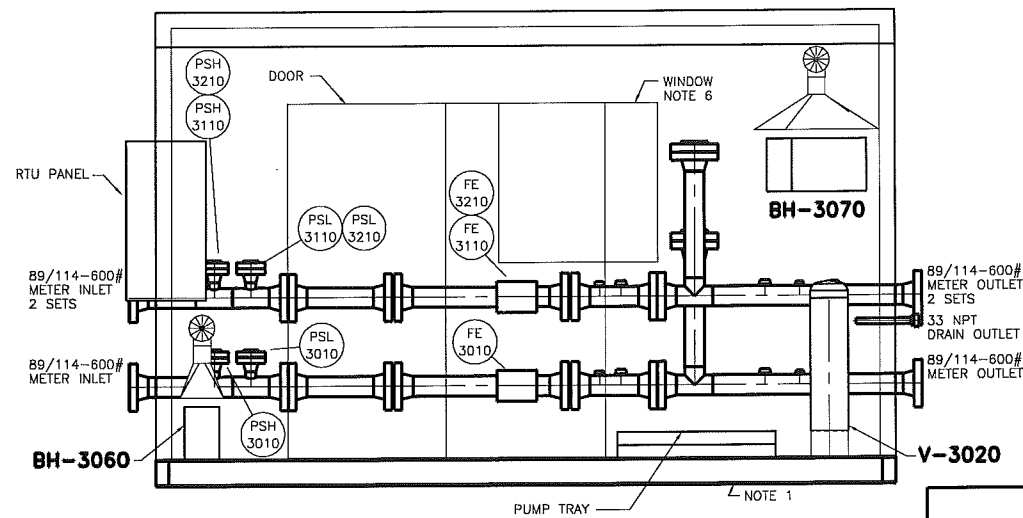 PSH
3210
PSH
3110
DOOR
WINDOW
NOTE 6
RTU PANEL
PSL
3110
PSL
3210
FE
3210
FE
3110
BH-3070
89/114-600#
METER INLET
2 SETS
89/114-600#
METER OUTLET
2 SETS
33 NPT
DRAIN OUTLET
PSL
3010
FE
3010
89/114-600#
METER INLET
89/114-600#
METER OUTLET
PSH
3010
BH-3060
V-3020
NOTE 1
PUMP TRAY